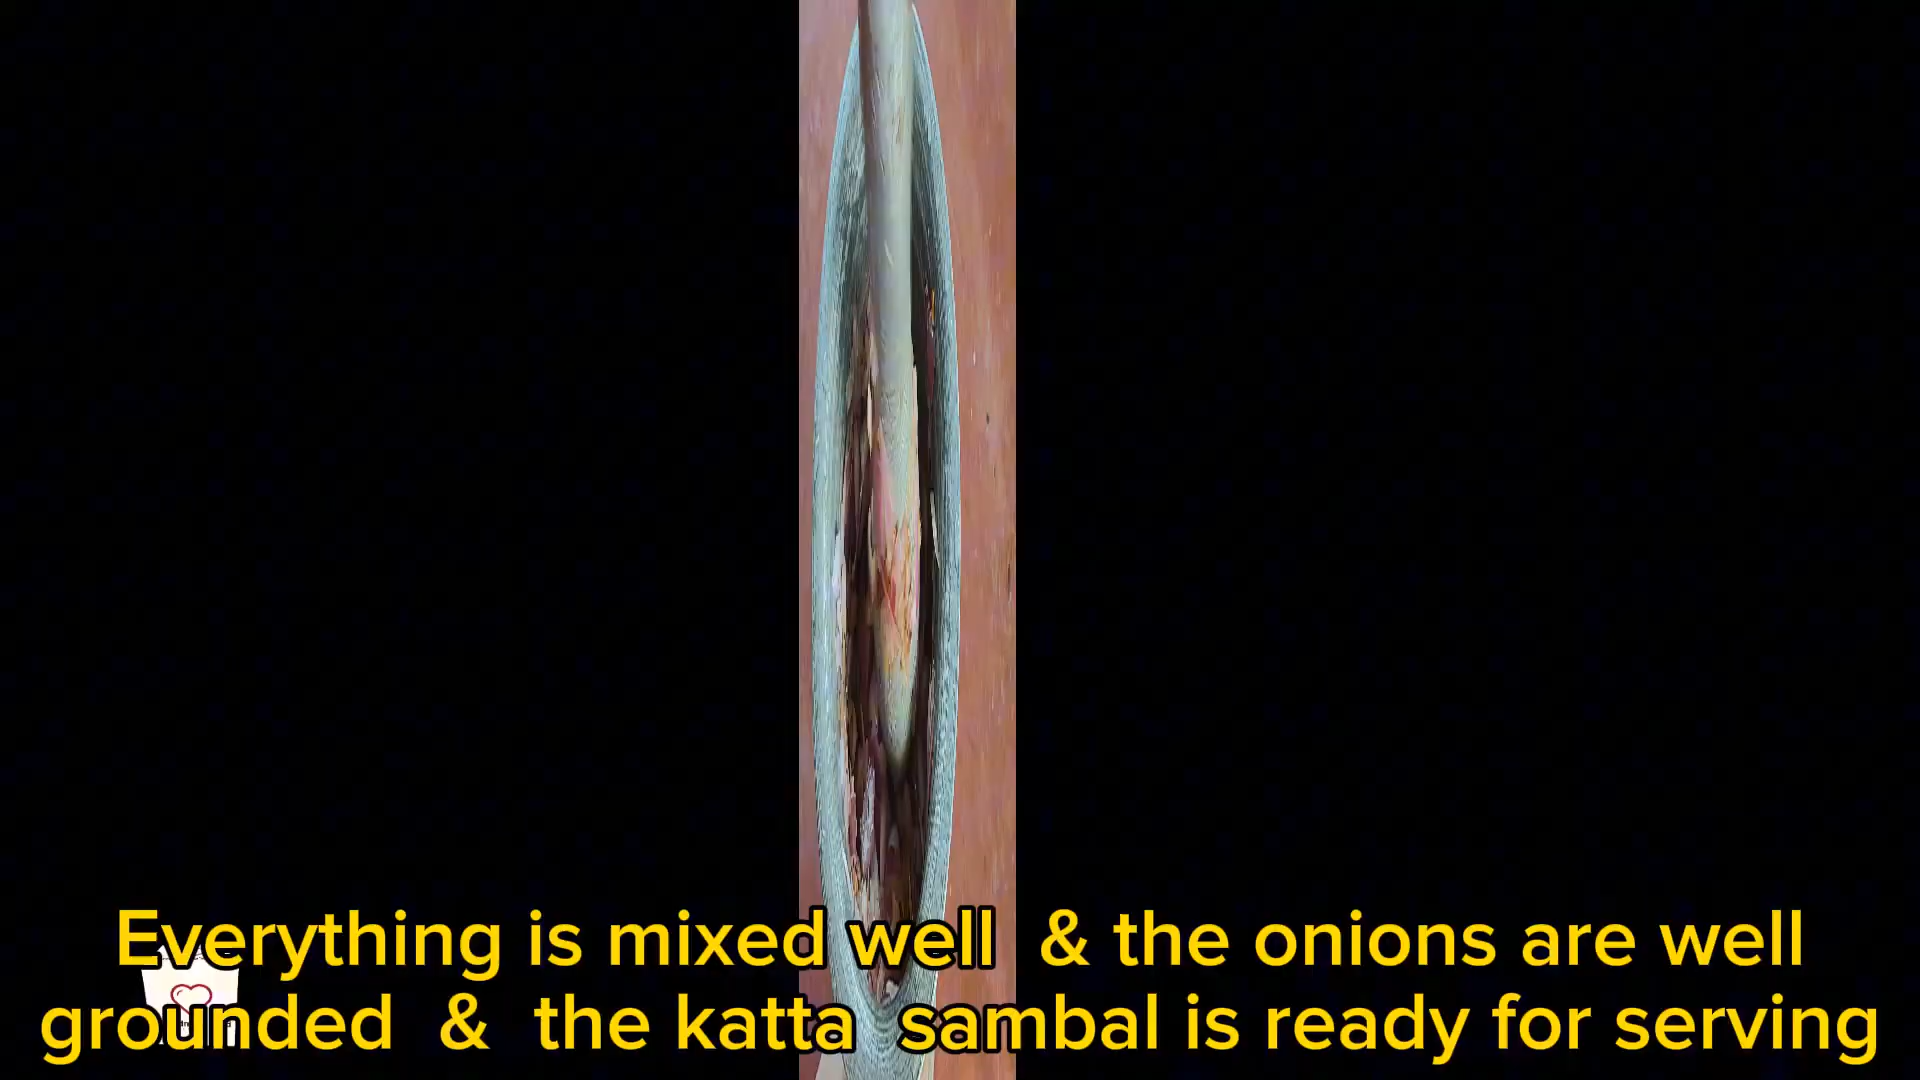 Everything is mixed well  & the onions are well
grounded  &  the katta  sambal is ready for serving